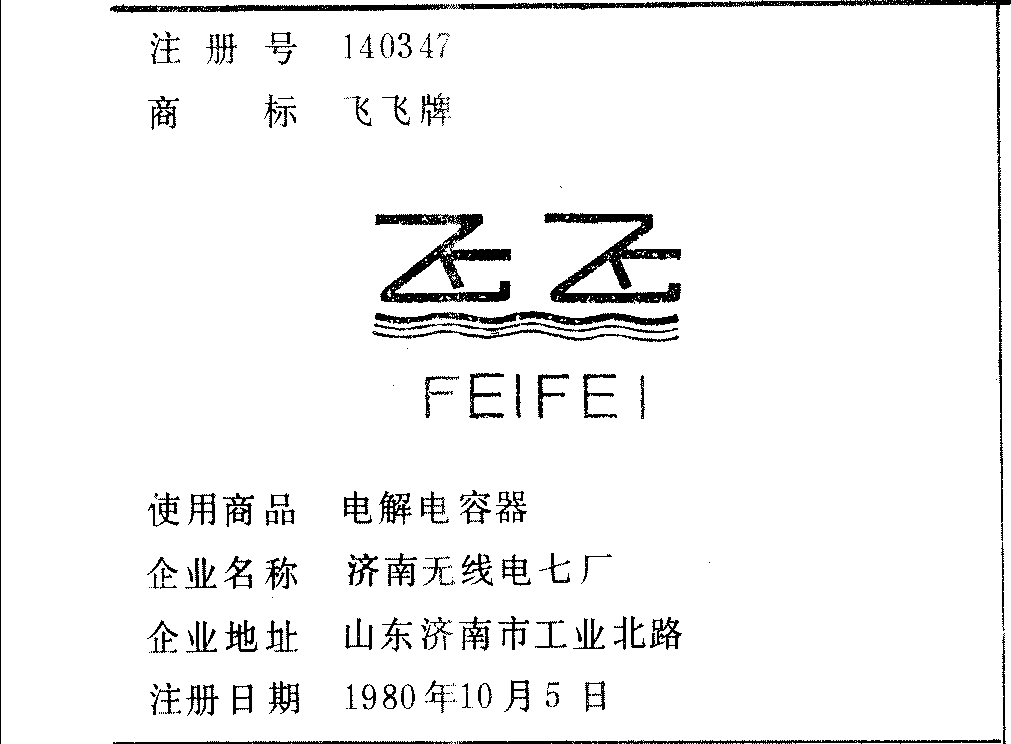 注册号 140347
商标 飞飞牌
飞飞
FEIFEI
使用商品 电解电容器
企业名称 济南无线电七厂
企业地址 山东济南市工业北路
注册日期 1980年10月5日